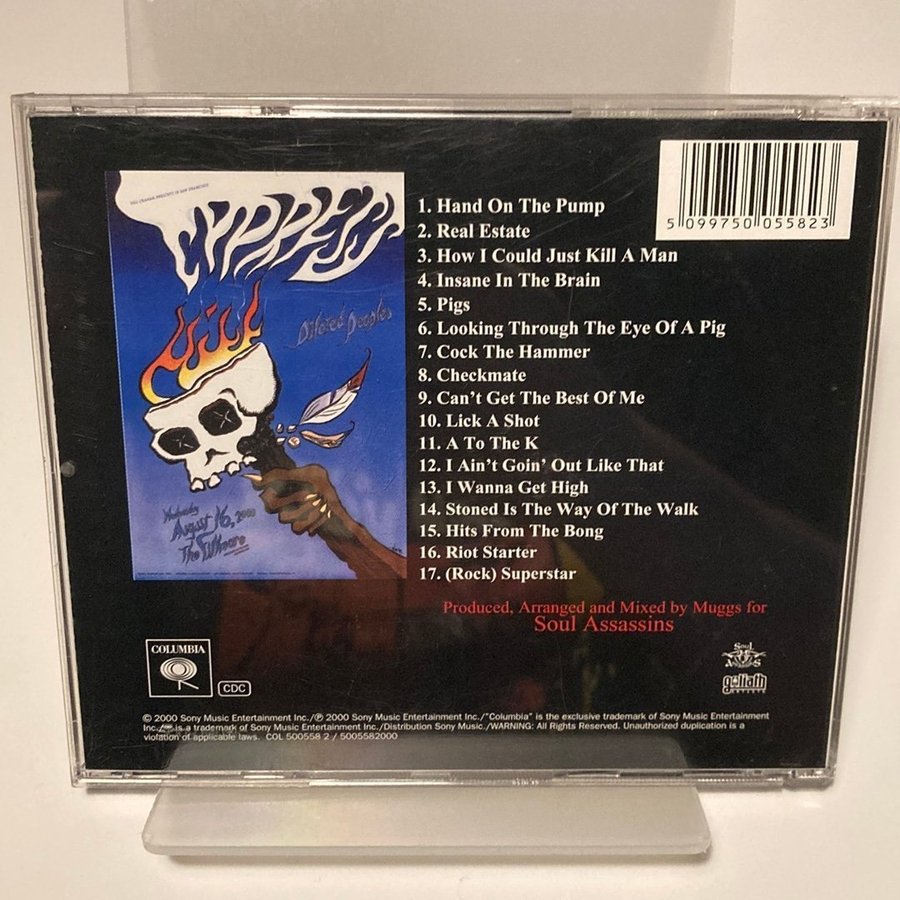 BILL GRAHAM PRESENTS IN SAN FRANCISCO
CYPRESS
HILL
Dilated Peoples
Wednesday
August 16, 2000
The Fillmore
5 099750 055823
1. Hand On The Pump
2. Real Estate
3. How I Could Just Kill A Man
4. Insane In The Brain
5. Pigs
6. Looking Through The Eye Of A Pig
7. Cock The Hammer
8. Checkmate
9. Can't Get The Best Of Me
10. Lick A Shot
11. A To The K
12. I Ain't Goin' Out Like That
13. I Wanna Get High
14. Stoned Is The Way Of The Walk
15. Hits From The Bong
16. Riot Starter
17. (Rock) Superstar
Produced, Arranged and Mixed by Muggs for
Soul Assassins
COLUMBIA
CDC
Soul
goliath
ARTISTS
© 2000 Sony Music Entertainment Inc./℗ 2000 Sony Music Entertainment Inc./"Columbia" is the exclusive trademark of Sony Music Entertainment
Inc./ is a trademark of Sony Music Entertainment Inc./Distribution Sony Music./WARNING: All Rights Reserved. Unauthorized duplication is a
violation of applicable laws. COL 500558 2 / 5005582000